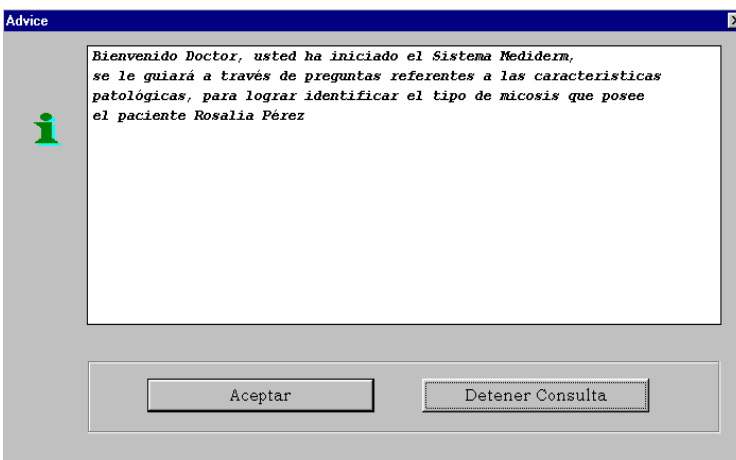 Advice
Bienvenido Doctor, usted ha iniciado el Sistema Mediderm,
se le guiará a través de preguntas referentes a las caracteristicas
patológicas, para lograr identificar el tipo de micosis que posee
el paciente Rosalia Pérez
Aceptar
Detener Consulta